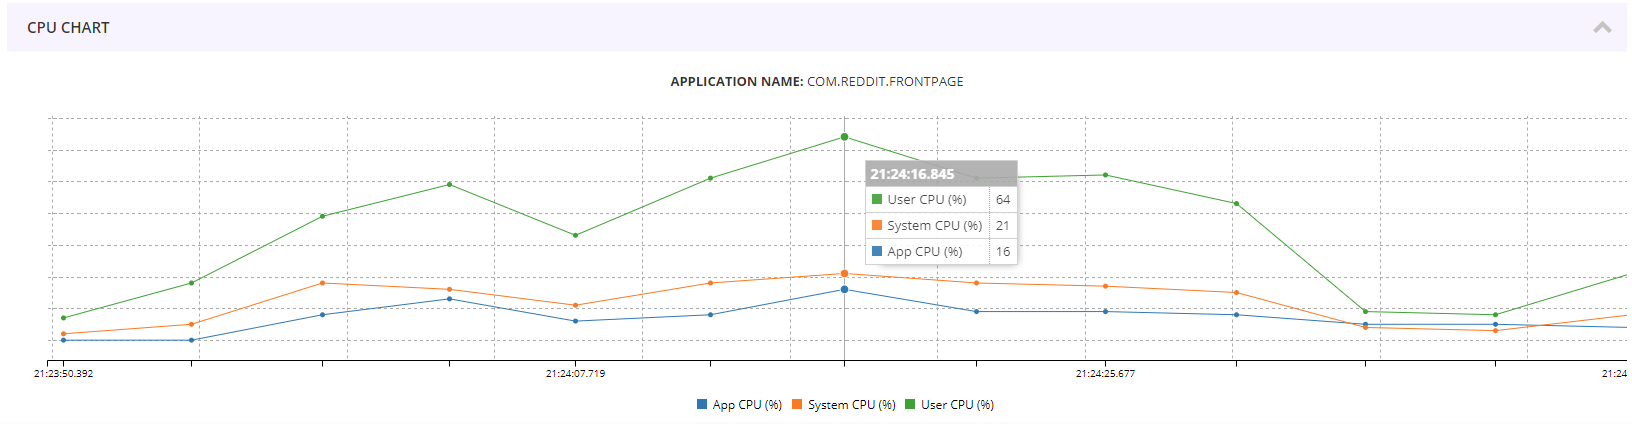 CPU CHART
APPLICATION NAME: COM.REDDIT.FRONTPAGE
21:24:16.845
User CPU (%) 64
System CPU (%) 21
App CPU (%) 16
21:23:50.392 21:24:07.719 21:24:25.677 21:24
App CPU (%) System CPU (%) User CPU (%)